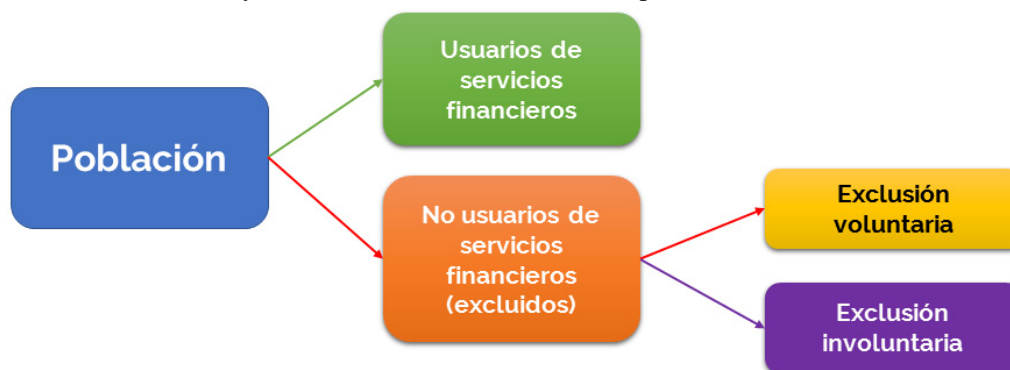 Población
Usuarios de
servicios
financieros
No usuarios de
servicios
financieros
(excluidos)
Exclusión
voluntaria
Exclusión
involuntaria